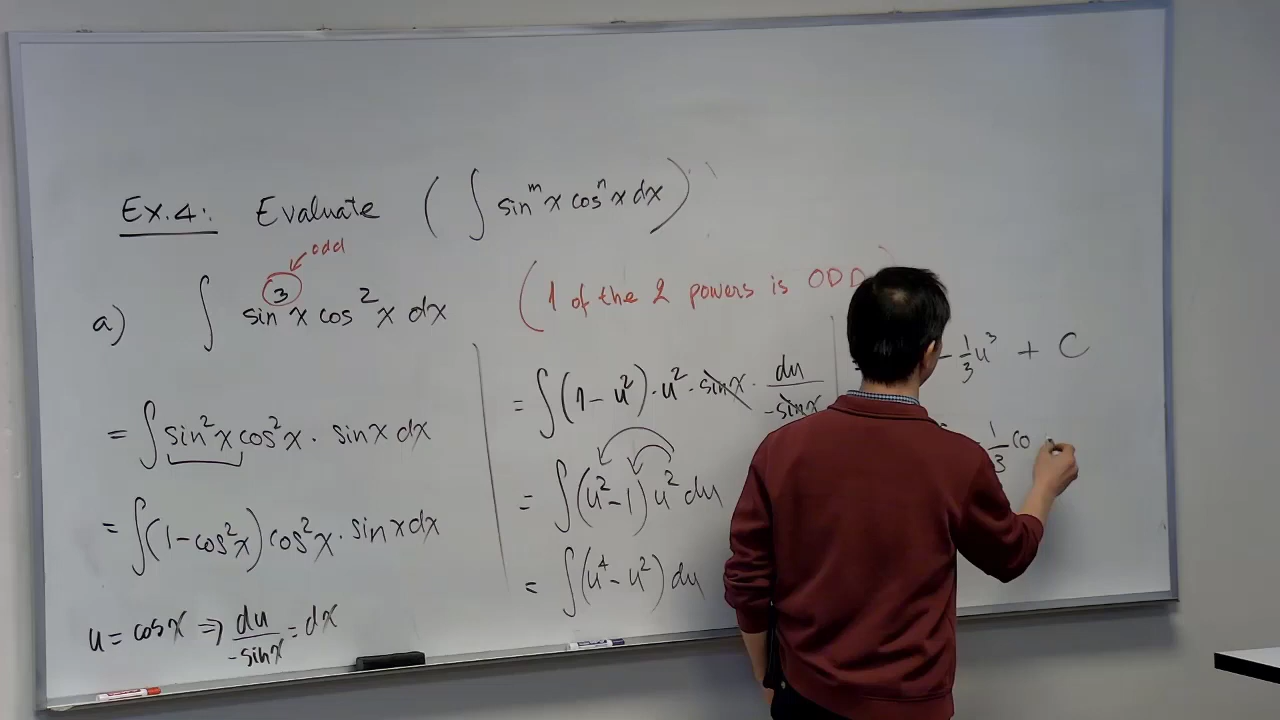 Ex.4: Evaluate (∫ sin^m x cos^n x dx)
odd
a) ∫ sin^3 x cos^2 x dx
(1 of the 2 powers is ODD
= ∫ sin^2 x cos^2 x · sin x dx
= ∫ (1 - cos^2 x) cos^2 x · sin x dx
u = cos x ⇒ du/(-sin x) = dx
= ∫ (1 - u^2) · u^2 · sin x · du/(-sin x)
= ∫ (u^2 - 1) u^2 du
= ∫ (u^4 - u^2) du
- 1/3 u^3 + C
- 1/3 co